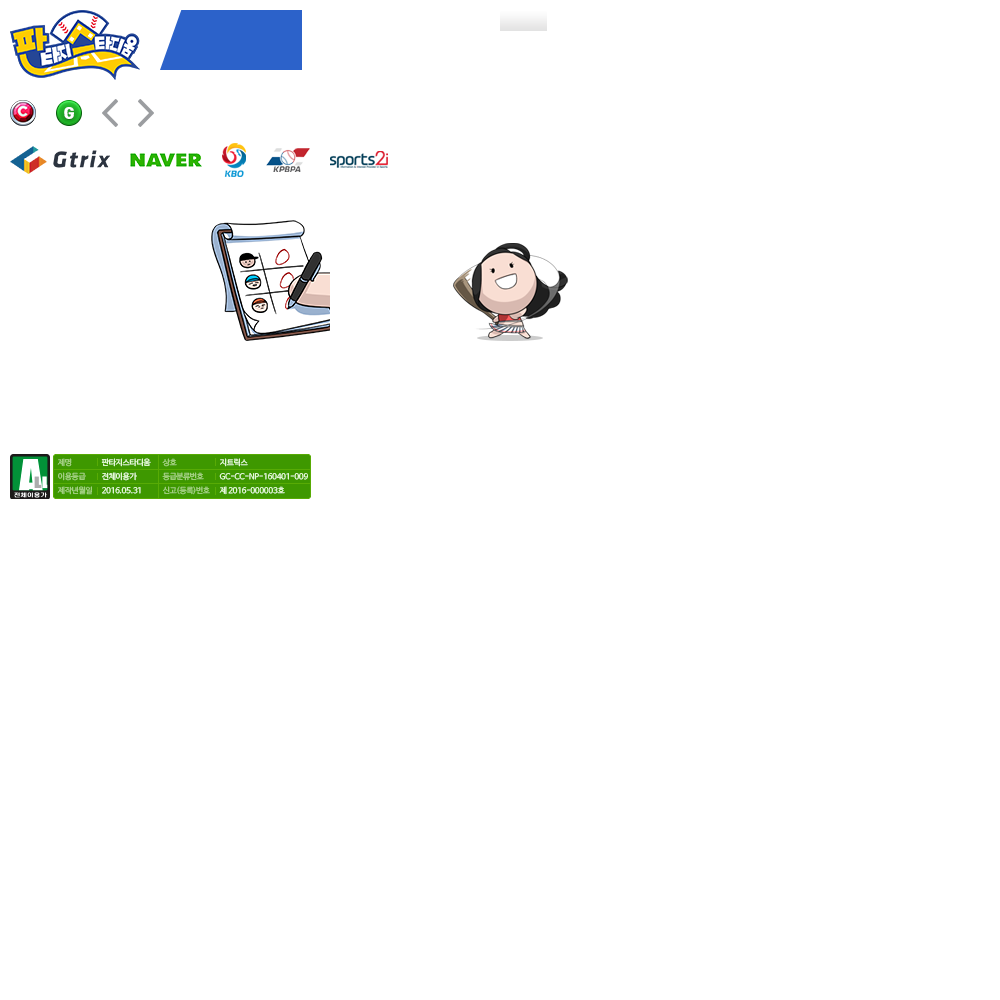 판타지스타디움
C G
Gtrix NAVER KBO KPBPA sports2i
제명 판타지스타디움 상호 지트릭스
이용등급 전체이용가 등급분류번호 GC-CC-NP-160401-009
제작년월일 2016.05.31 신고(등록)번호 제 2016-000003호
ALL
전체이용가